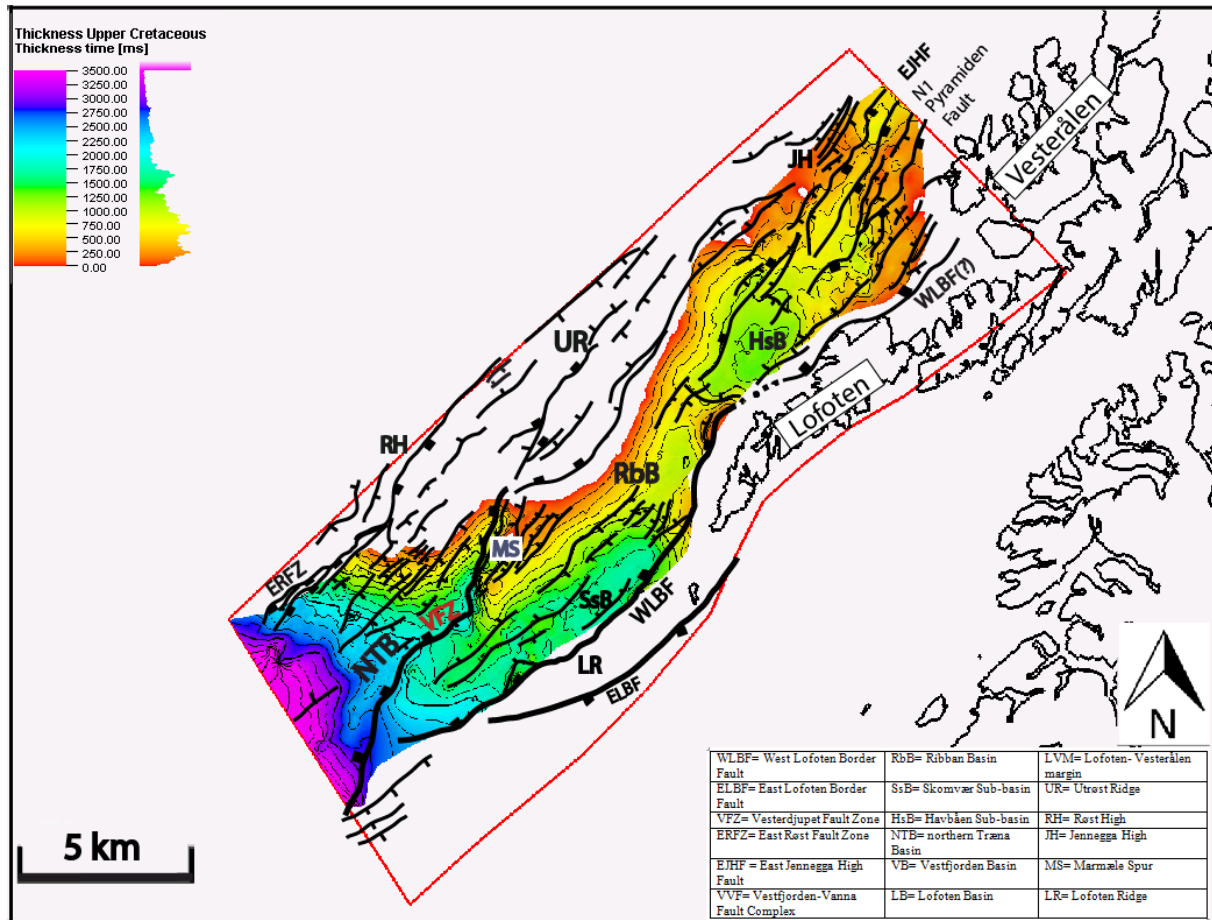 Thickness Upper Cretaceous
Thickness time [ms]
3500.00
3250.00
3000.00
2750.00
2500.00
2250.00
2000.00
1750.00
1500.00
1250.00
1000.00
750.00
500.00
250.00
0.00
EJHF
N1
Pyramiden
Fault
JH
Vesterålen
WLBF(?)
UR
HsB
Lofoten
RH
RbB
MS
ERFZ
VFZ
SsB
WLBF
NTB
LR
ELBF
N
5 km
WLBF= West Lofoten Border
Fault
RbB= Ribban Basin
LVM= Lofoten- Vesterålen
margin
ELBF= East Lofoten Border
Fault
SsB= Skomvær Sub-basin
UR= Utrøst Ridge
VFZ= Vesterdjupet Fault Zone
HsB= Havbåen Sub-basin
RH= Røst High
ERFZ= East Røst Fault Zone
NTB= northern Træna
Basin
JH= Jennegga High
EJHF = East Jennegga High
Fault
VB= Vestfjorden Basin
MS= Marmæle Spur
VVF= Vestfjorden-Vanna
Fault Complex
LB= Lofoten Basin
LR= Lofoten Ridge